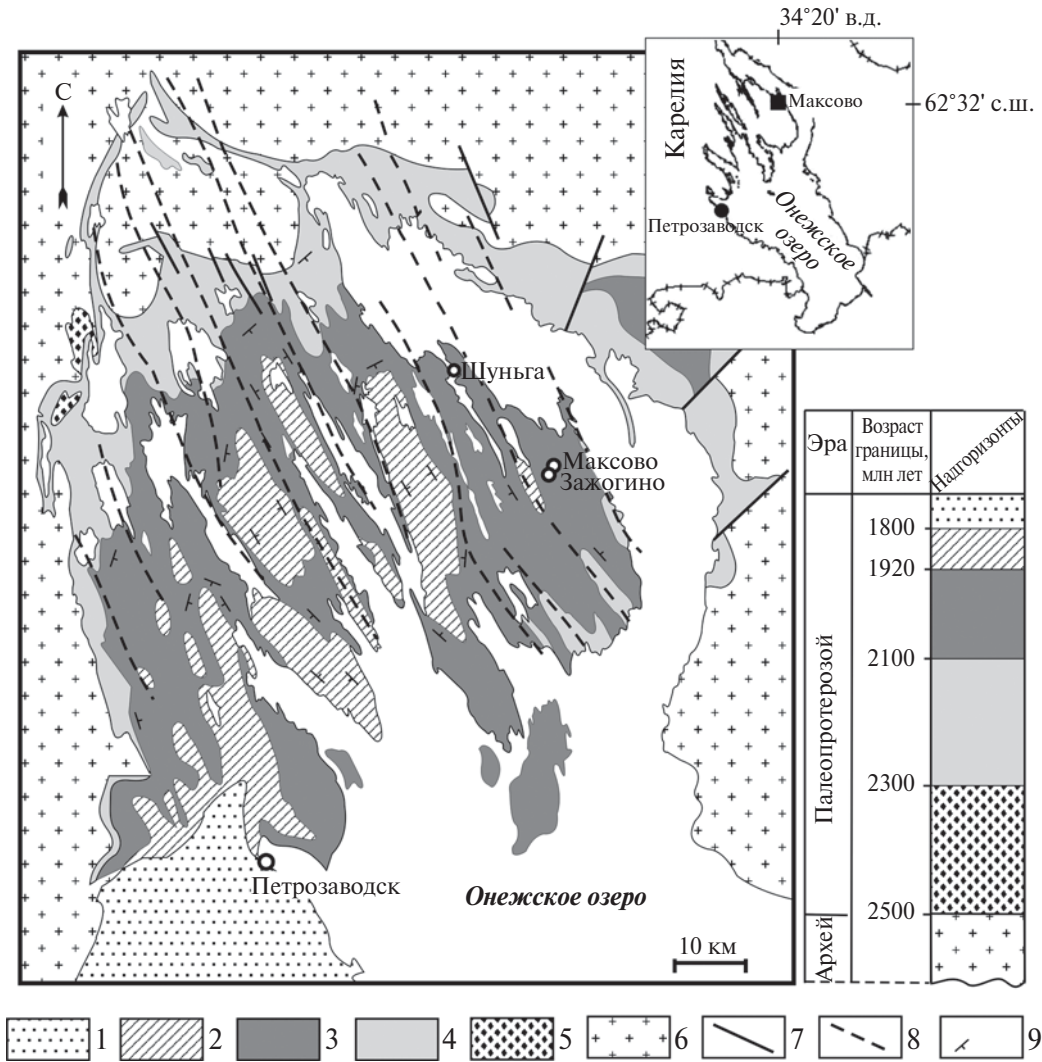 34°20' в.д.
С
Карелия
Максово
62°32' с.ш.
Петрозаводск
Онежское
озеро
Шуньга
Максово
Зажогино
Петрозаводск
Онежское озеро
10 км
Эра
Возраст
границы,
млн лет
Надгоризонты
Палеопротерозой
Архей
1800
1920
2100
2300
2500
1
2
3
4
5
6
7
8
9